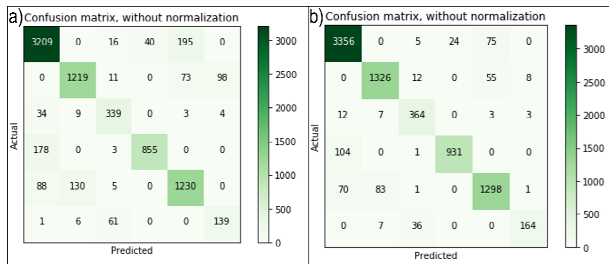 a) Confusion matrix, without normalization
3209 0 16 40 195 0
0 1219 11 0 73 98
34 9 339 0 3 4
178 0 3 855 0 0
88 130 5 0 1230 0
1 6 61 0 0 139
Actual
Predicted
3000
2500
2000
1500
1000
500
0
b) Confusion matrix, without normalization
3356 0 5 24 75 0
0 1326 12 0 55 8
12 7 364 0 3 3
104 0 1 931 0 0
70 83 1 0 1298 1
0 7 36 0 0 164
Actual
Predicted
3000
2500
2000
1500
1000
500
0